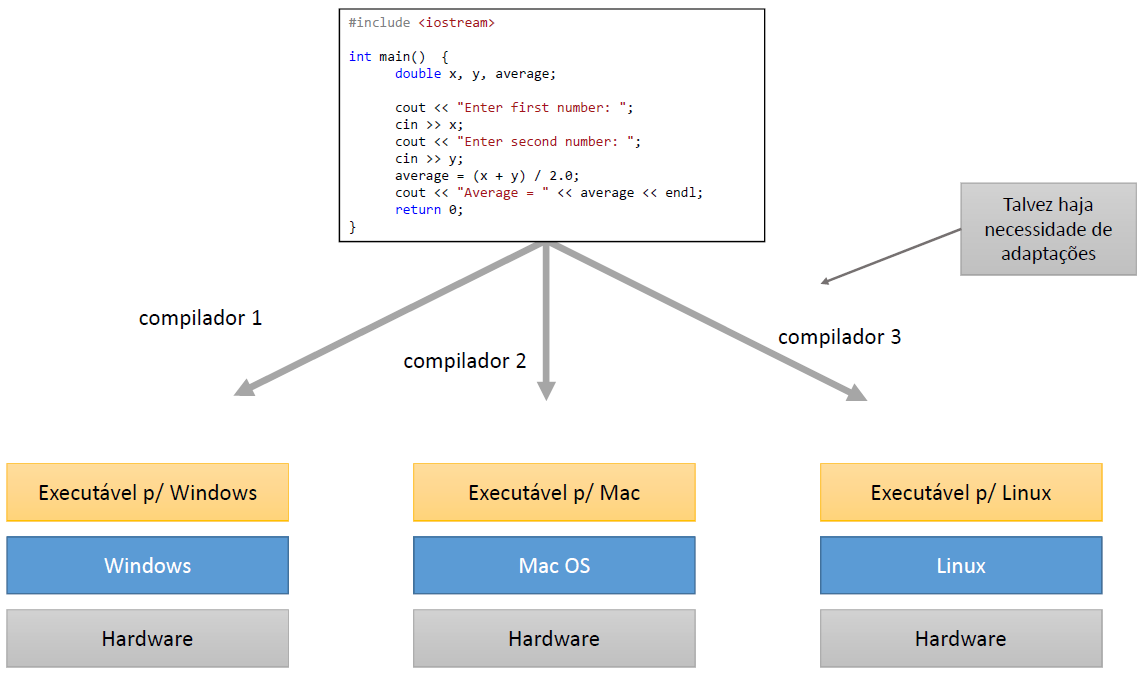 #include <iostream>
int main()  {
double x, y, average;
cout << "Enter first number: ";
cin >> x;
cout << "Enter second number: ";
cin >> y;
average = (x + y) / 2.0;
cout << "Average = " << average << endl;
return 0;
}
Talvez haja
necessidade de
adaptações
compilador 1
compilador 2
compilador 3
Executável p/ Windows
Executável p/ Mac
Executável p/ Linux
Windows
Mac OS
Linux
Hardware
Hardware
Hardware